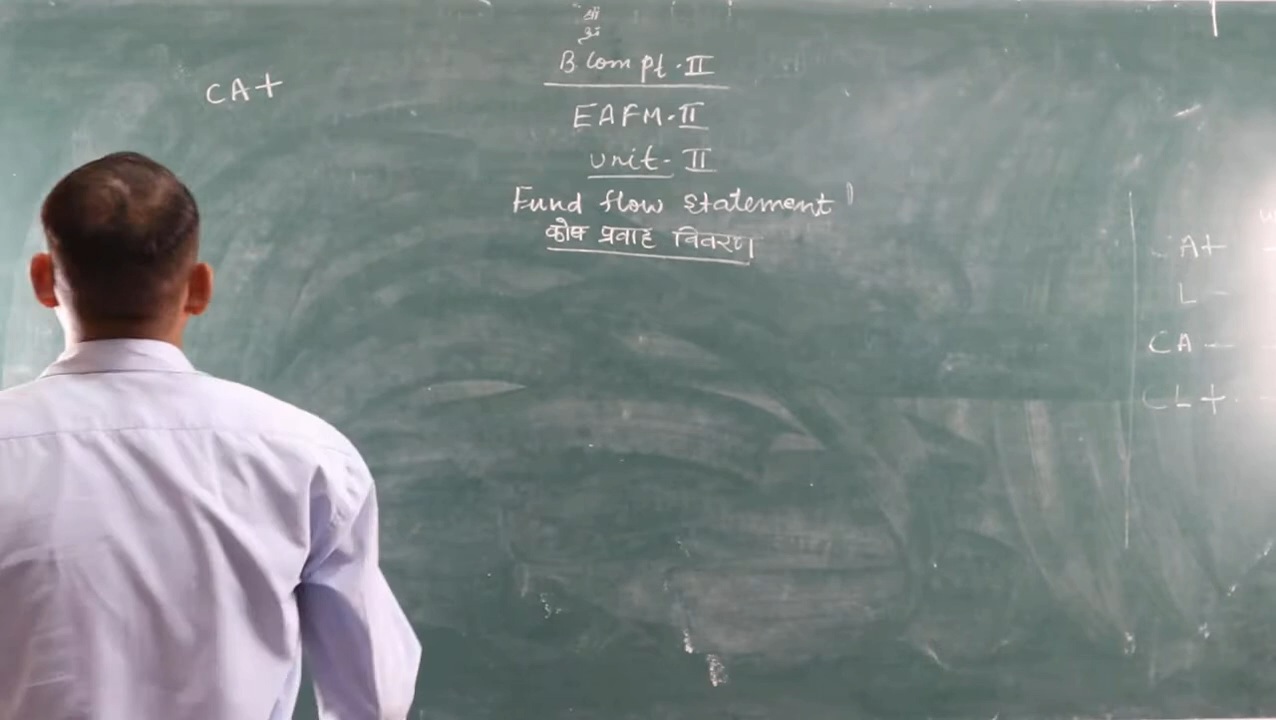 श्री
B.Com pt.II
CA+
EAFM.II
Unit-II
Fund flow Statement
कोष प्रवाह विवरण
A+
L-
CA-
CL+